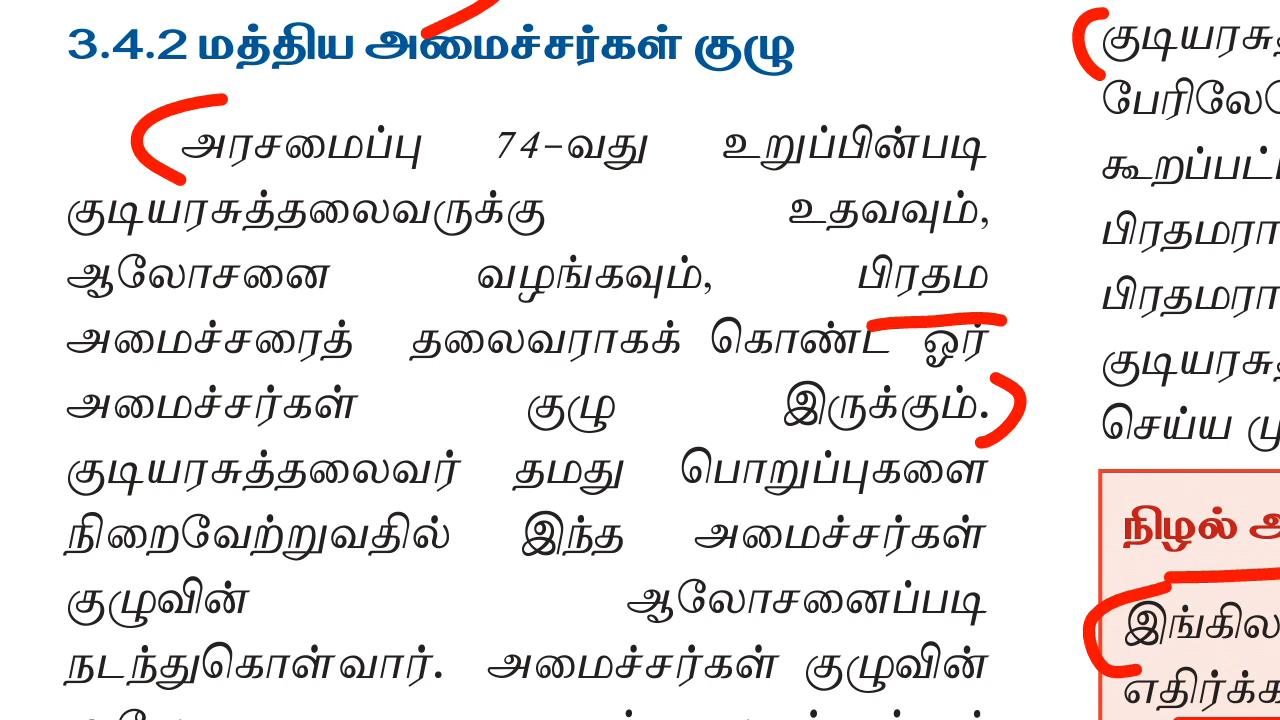 3.4.2 மத்திய அமைச்சர்கள் குழு
அரசமைப்பு 74-வது உறுப்பின்படி
குடியரசுத்தலைவருக்கு உதவவும்,
ஆலோசனை வழங்கவும், பிரதம
அமைச்சரைத் தலைவராகக் கொண்ட ஓர்
அமைச்சர்கள் குழு இருக்கும்.
குடியரசுத்தலைவர் தமது பொறுப்புகளை
நிறைவேற்றுவதில் இந்த அமைச்சர்கள்
குழுவின் ஆலோசனைப்படி
நடந்துகொள்வார். அமைச்சர்கள் குழுவின்
செய்ய
நிழல்